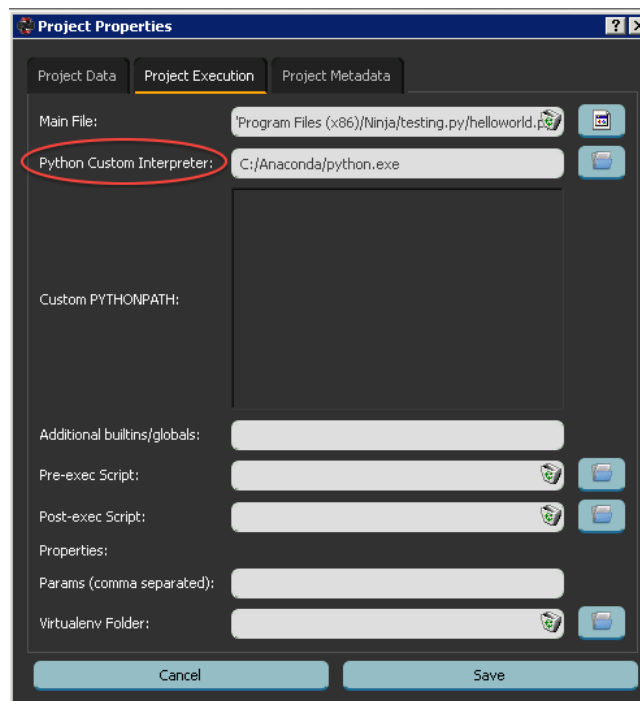 Project Properties
Project Data Project Execution Project Metadata
Main File: 'Program Files (x86)/Ninja/testing.py/helloworld.p
Python Custom Interpreter: C:/Anaconda/python.exe
Custom PYTHONPATH:
Additional builtins/globals:
Pre-exec Script:
Post-exec Script:
Properties:
Params (comma separated):
Virtualenv Folder:
Cancel Save